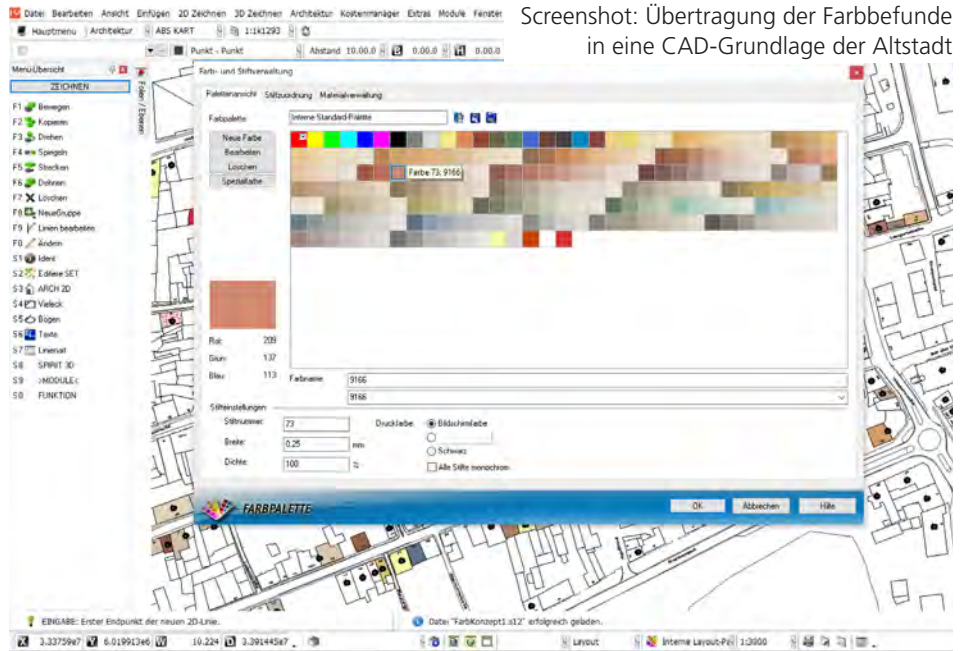 Screenshot: Übertragung der Farbbefunde
in eine CAD-Grundlage der Altstadt
Datei Bearbeiten Ansicht Einfügen 2D Zeichnen 3D Zeichnen Architektur Kostenmanager Extras Module Fenster
Hauptmenü Architektur ABS KART 1:1k1293
Punkt - Punkt Abstand 10.00.0 0.00.0 0.00.0
Menüübersicht
ZEICHNEN
Folien / Ebenen
F1 Bewegen
F2 Kopieren
F3 Drehen
F4 Spiegeln
F5 Strecken
F6 Dehnen
F7 Löschen
F8 NeueGruppe
F9 Linien bearbeiten
F0 Ändern
S1 Ident
S2 Editiere SET
S3 ARCH 2D
S4 Vieleck
S5 Bögen
S6 Texte
S7 Linienart
S8 SPIRIT 3D
S9 >MODULE<
S0 FUNKTION
Farb- und Stiftverwaltung
Palettenansicht Stiftzuordnung Materialverwaltung
Farbpalette Interne Standard-Palette
Neue Farbe
Bearbeiten
Löschen
Spezialfarbe
Farbe 73: 9166
Rot: 209
Grün: 137
Blau: 113
Farbname 9166
9166
Stifteinstellungen
Stiftnummer: 73
Breite: 0.25 mm
Dichte: 100 %
Druckfarbe: Bildschirmfarbe
Schwarz
Alle Stifte monochrom
FARBPALETTE
OK Abbrechen Hilfe
EINGABE: Erster Endpunkt der neuen 2D-Linie.
Datei "FarbKonzept1.s12" erfolgreich geladen.
X 3.33759e7 Y 6.019913e6 W 10.224 D 3.391445e7
Layout Interne Layout-Pal 1:3000